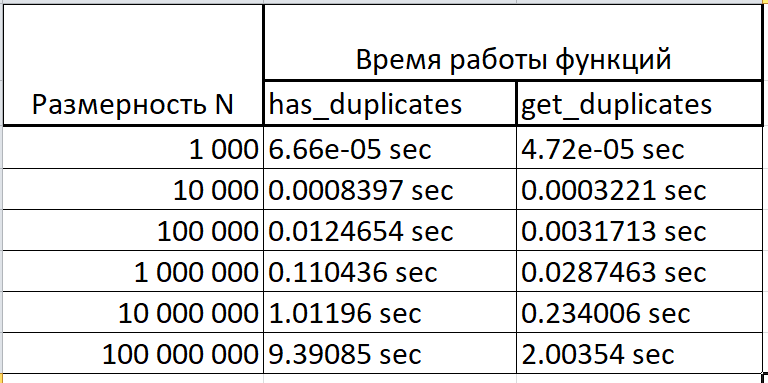 Время работы функций
Размерность N has_duplicates get_duplicates
1 000 6.66e-05 sec 4.72e-05 sec
10 000 0.0008397 sec 0.0003221 sec
100 000 0.0124654 sec 0.0031713 sec
1 000 000 0.110436 sec 0.0287463 sec
10 000 000 1.01196 sec 0.234006 sec
100 000 000 9.39085 sec 2.00354 sec